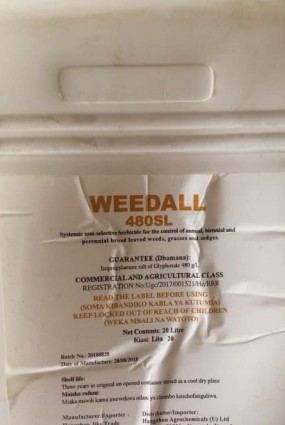 WEEDALL
480SL
Systemic non-selective herbicide for the control of annual, biennial and
perennial broad leaved weeds, grasses and sedges.
GUARANTEE (Dhamana):
Isopropylamine salt of Glyphosate 480 g/L
COMMERCIAL AND AGRICULTURAL CLASS
REGISTRATION No:Ugc/2017/001521/Ha/RRR
READ THE LABEL BEFORE USING
(SOMA KIBANDIKO KABLA YA KUTUMIA)
KEEP LOCKED OUT OF REACH OF CHILDREN
(WEKA MBALI NA WATOTO)
Net Contents: 20 Litre
Kiasi: Lita 20
Batch No.: 20180828
Date of Manufacture: 28/08/2018
Shelf life:
Three years in original un opened container stored in a cool dry place
Maisha rafuni:
Miaka mitatu
Manufacturer/Exporter :
Distributor/Importer:
Hangzhou Agrochemicals (U) Ltd